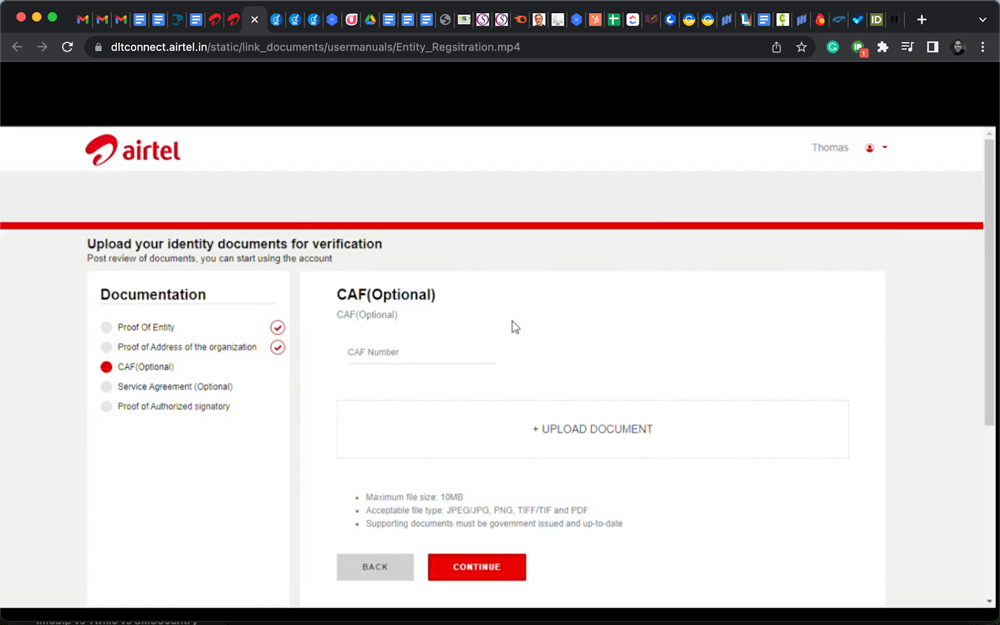 dltconnect.airtel.in/static/link_documents/usermanuals/Entity_Regsitration.mp4
1
airtel
Thomas
Upload your identity documents for verification
Post review of documents, you can start using the account
Documentation
Proof Of Entity
Proof of Address of the organization
CAF(Optional)
Service Agreement (Optional)
Proof of Authorized signatory
CAF(Optional)
CAF(Optional)
CAF Number
+ UPLOAD DOCUMENT
Maximum file size: 10MB
Acceptable file type: JPEG/JPG, PNG, TIFF/TIF and PDF
Supporting documents must be government issued and up-to-date
BACK
CONTINUE